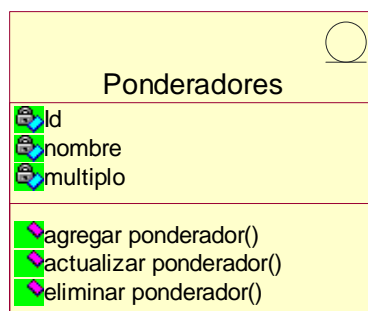 Ponderadores
Id
nombre
multiplo
agregar ponderador()
actualizar ponderador()
eliminar ponderador()